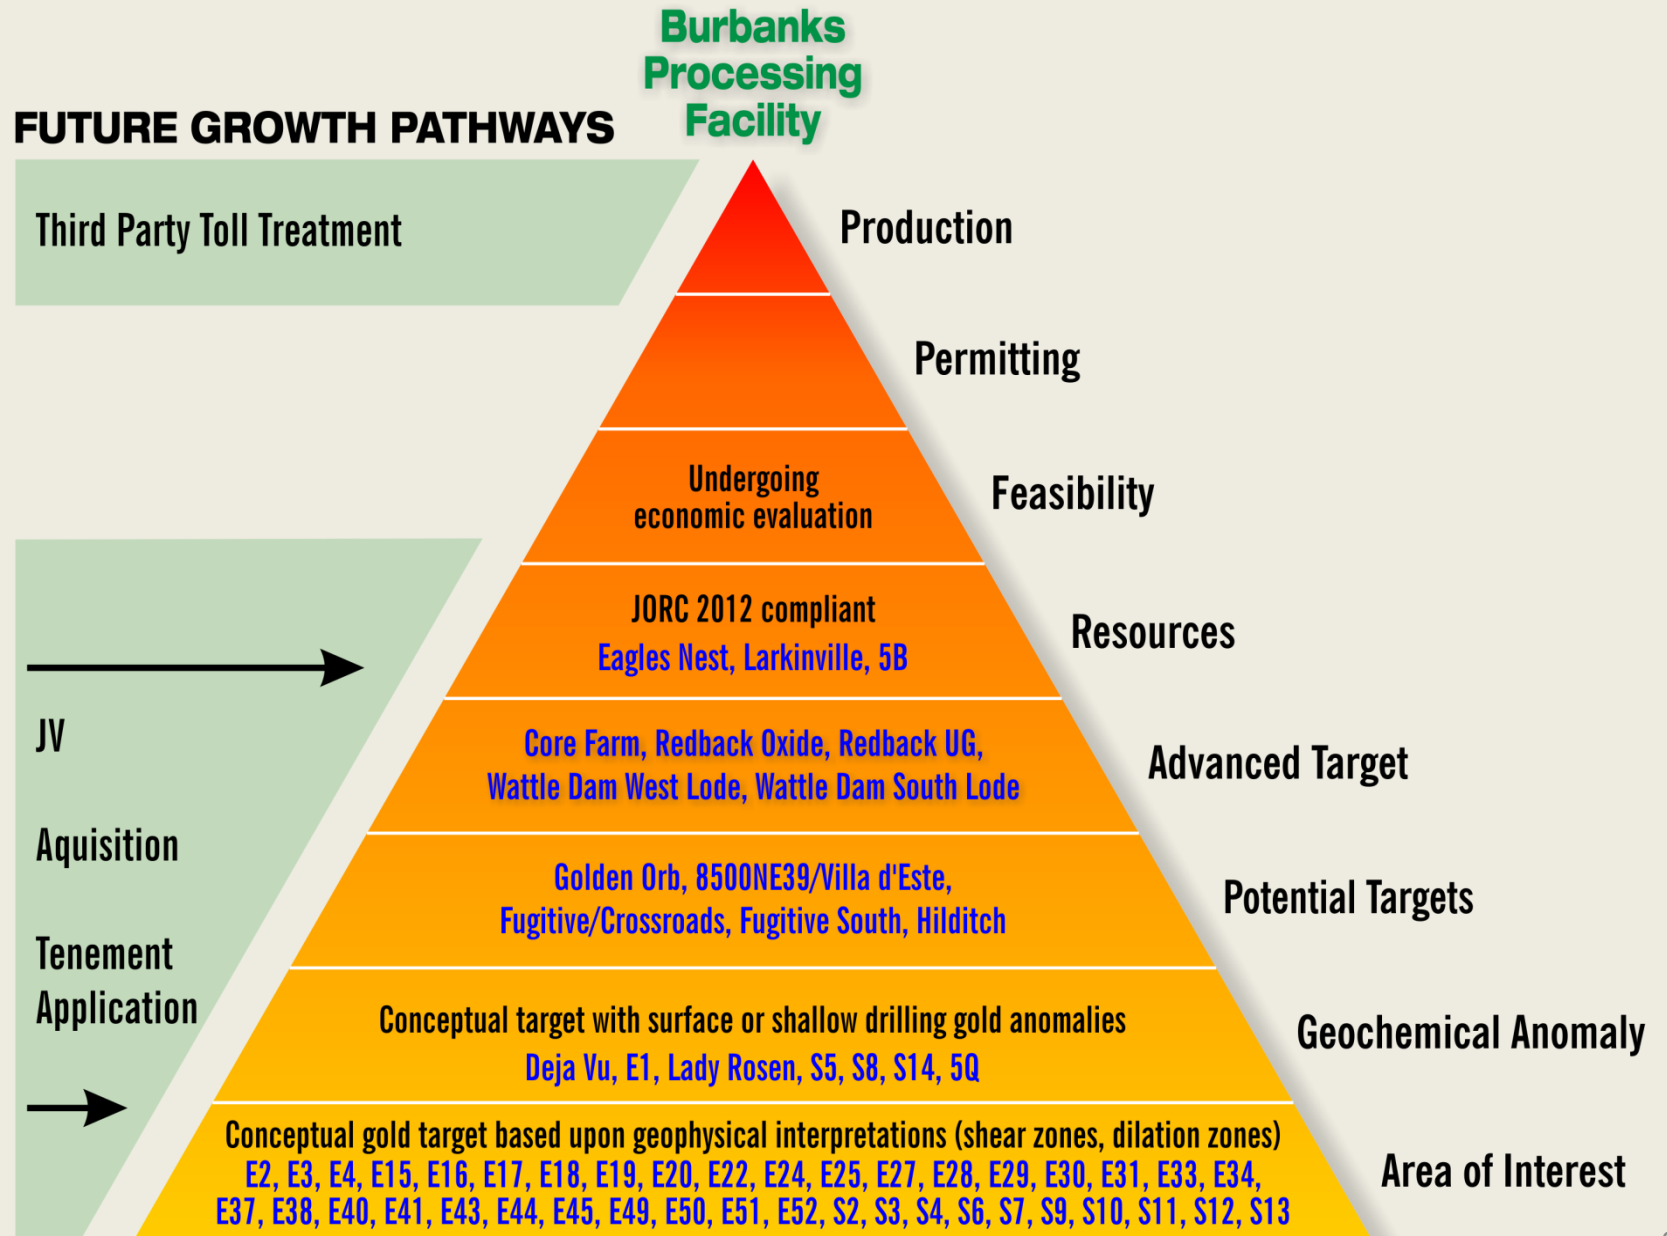 Burbanks
Processing
Facility
FUTURE GROWTH PATHWAYS
Third Party Toll Treatment
Production
Permitting
Undergoing
economic evaluation
Feasibility
JORC 2012 compliant
Eagles Nest, Larkinville, 5B
Resources
JV
Core Farm, Redback Oxide, Redback UG,
Wattle Dam West Lode, Wattle Dam South Lode
Advanced Target
Aquisition
Golden Orb, 8500NE39/Villa d'Este,
Fugitive/Crossroads, Fugitive South, Hilditch
Potential Targets
Tenement
Application
Conceptual target with surface or shallow drilling gold anomalies
Deja Vu, E1, Lady Rosen, S5, S8, S14, 5Q
Geochemical Anomaly
Conceptual gold target based upon geophysical interpretations (shear zones, dilation zones)
E2, E3, E4, E15, E16, E17, E18, E19, E20, E22, E24, E25, E27, E28, E29, E30, E31, E33, E34,
E37, E38, E40, E41, E43, E44, E45, E49, E50, E51, E52, S2, S3, S4, S6, S7, S9, S10, S11, S12, S13
Area of Interest